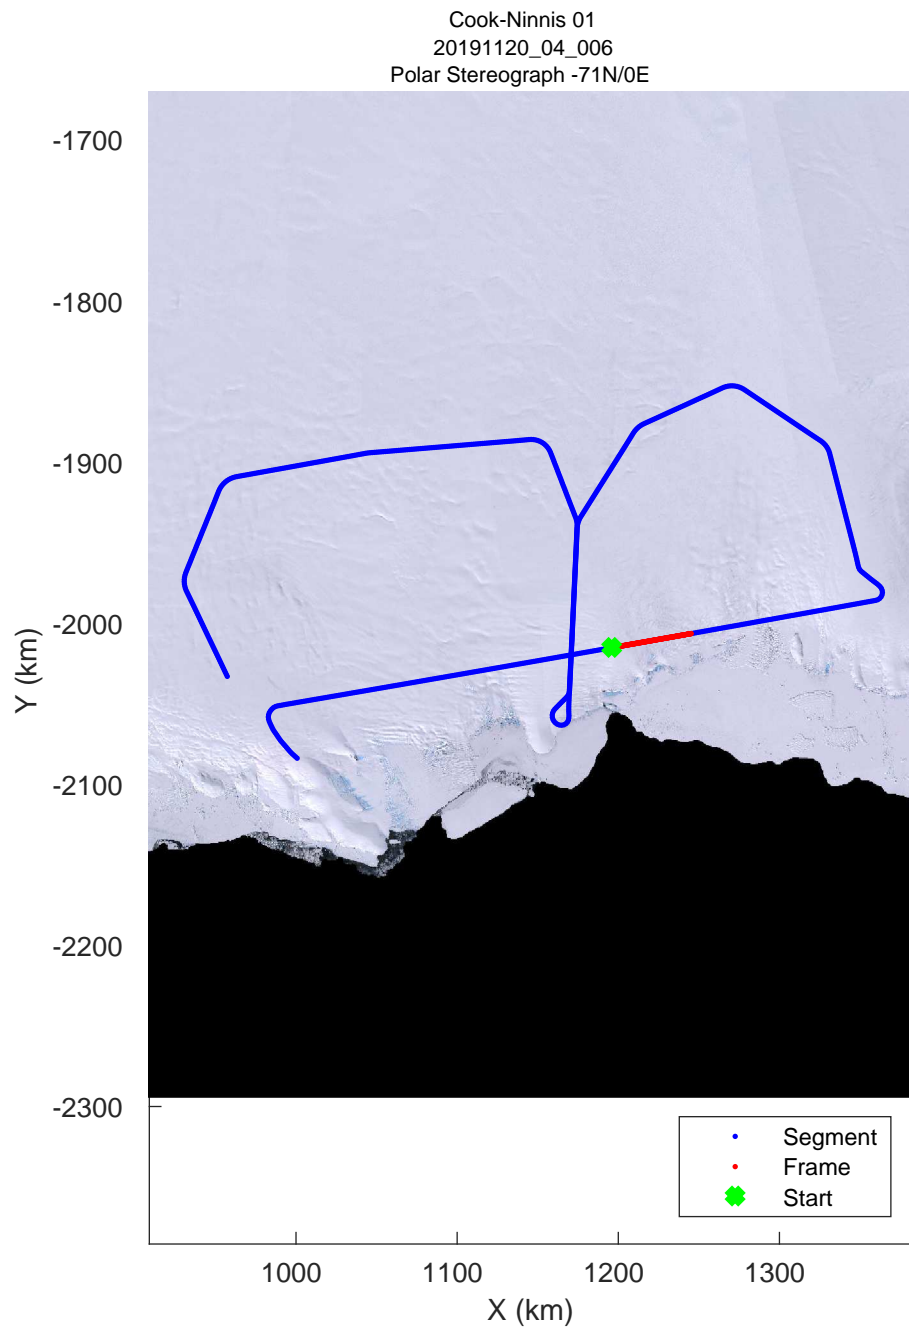 Cook-Ninnis 01
20191120_04_006
Polar Stereograph -71N/0E
-1700
-1800
-1900
-2000
-2100
-2200
-2300
Y (km)
Segment
Frame
Start
1000
1100
1200
1300
X (km)